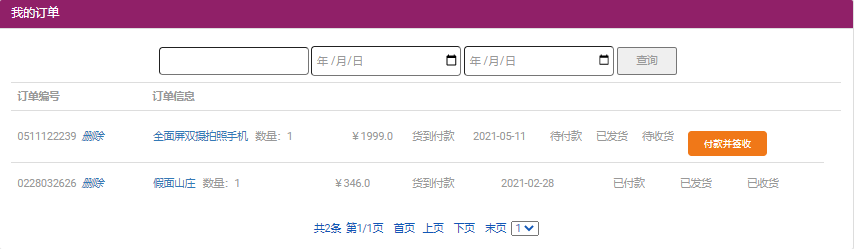 我的订单
年 /月/日 年 /月/日 查询
订单编号 订单信息
0511122239 删除 全面屏双摄拍照手机 数量：1 ￥1999.0 货到付款 2021-05-11 待付款 已发货 待收货 付款并签收
0228032626 删除 假面山庄 数量：1 ￥346.0 货到付款 2021-02-28 已付款 已发货 已收货
共2条 第1/1页 首页 上页 下页 末页 1